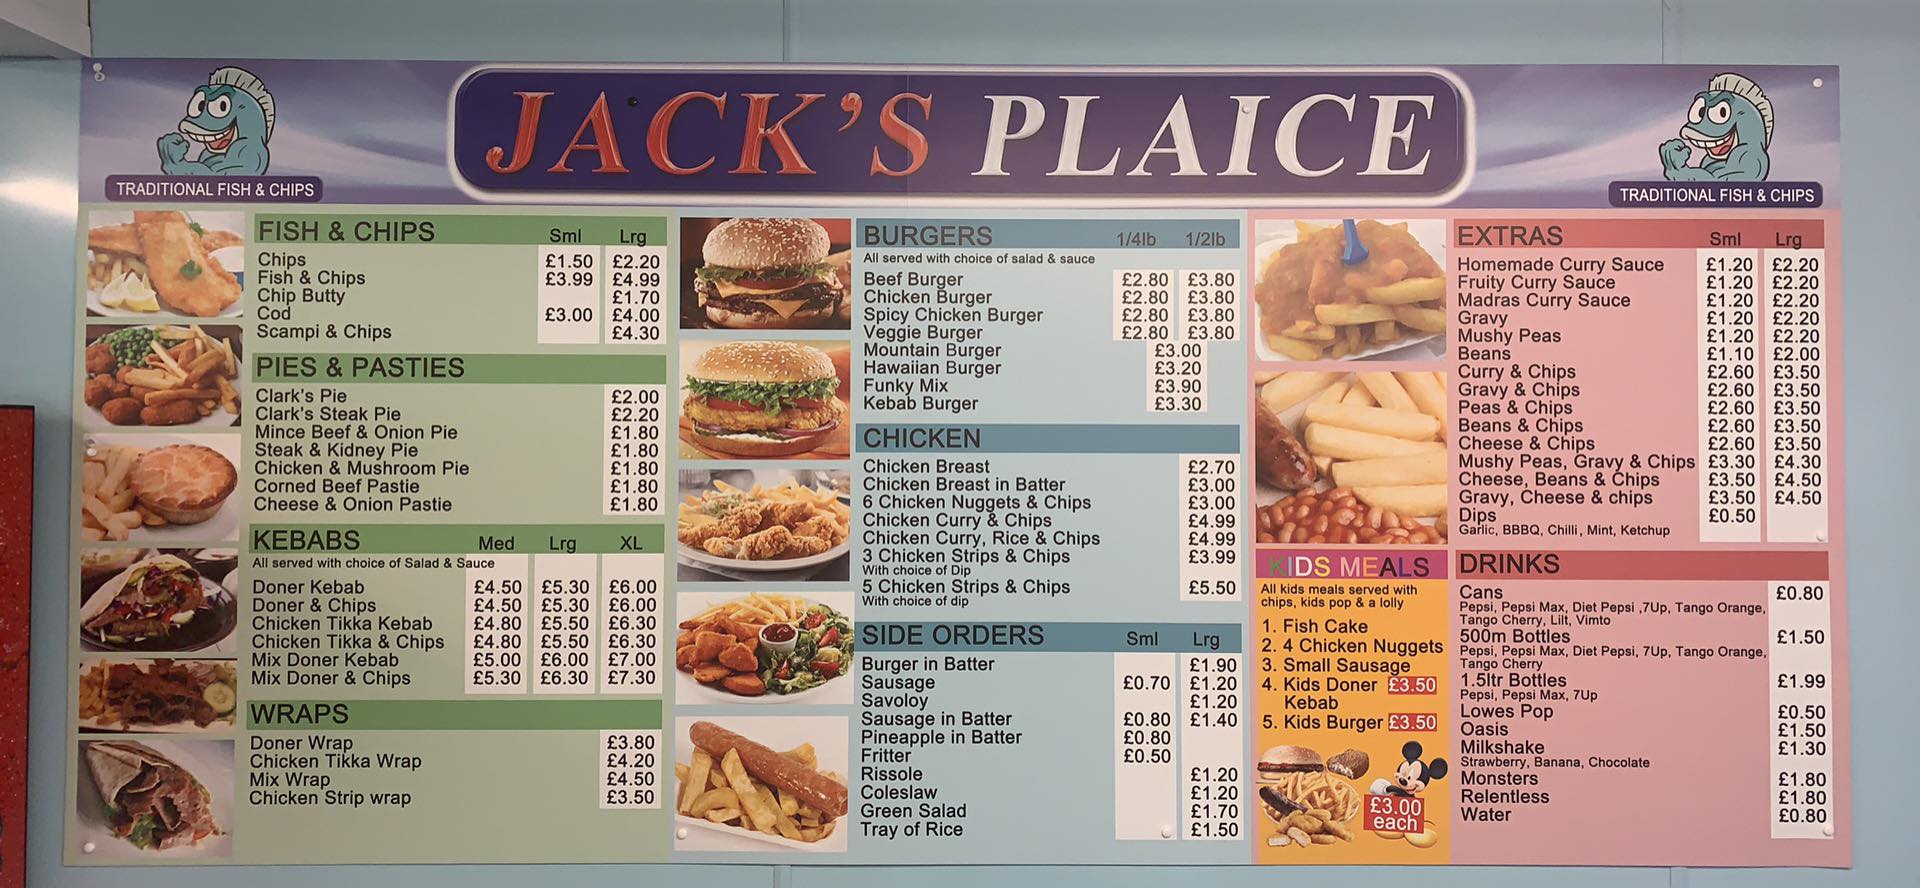 JACK'S PLAICE
TRADITIONAL FISH & CHIPS
TRADITIONAL FISH & CHIPS
FISH & CHIPS Sml Lrg
Chips £1.50 £2.20
Fish & Chips £3.99 £4.99
Chip Butty £1.70
Cod £3.00 £4.00
Scampi & Chips £4.30
PIES & PASTIES
Clark's Pie £2.00
Clark's Steak Pie £2.20
Mince Beef & Onion Pie £1.80
Steak & Kidney Pie £1.80
Chicken & Mushroom Pie £1.80
Corned Beef Pastie £1.80
Cheese & Onion Pastie £1.80
KEBABS Med Lrg XL
All served with choice of Salad & Sauce
Doner Kebab £4.50 £5.30 £6.00
Doner & Chips £4.50 £5.30 £6.00
Chicken Tikka Kebab £4.80 £5.50 £6.30
Chicken Tikka & Chips £4.80 £5.50 £6.30
Mix Doner Kebab £5.00 £6.00 £7.00
Mix Doner & Chips £5.30 £6.30 £7.30
WRAPS
Doner Wrap £3.80
Chicken Tikka Wrap £4.20
Mix Wrap £4.50
Chicken Strip wrap £3.50
BURGERS 1/4lb 1/2lb
All served with choice of salad & sauce
Beef Burger £2.80 £3.80
Chicken Burger £2.80 £3.80
Spicy Chicken Burger £2.80 £3.80
Veggie Burger £2.80 £3.80
Mountain Burger £3.00
Hawaiian Burger £3.20
Funky Mix £3.90
Kebab Burger £3.30
CHICKEN
Chicken Breast £2.70
Chicken Breast in Batter £3.00
6 Chicken Nuggets & Chips £3.00
Chicken Curry & Chips £4.99
Chicken Curry, Rice & Chips £4.99
3 Chicken Strips & Chips £3.99
With choice of Dip
5 Chicken Strips & Chips £5.50
With choice of dip
SIDE ORDERS Sml Lrg
Burger in Batter £1.90
Sausage £0.70 £1.20
Savoloy £1.20
Sausage in Batter £0.80 £1.40
Pineapple in Batter £0.80
Fritter £0.50
Rissole £1.20
Coleslaw £1.20
Green Salad £1.70
Tray of Rice £1.50
EXTRAS Sml Lrg
Homemade Curry Sauce £1.20 £2.20
Fruity Curry Sauce £1.20 £2.20
Madras Curry Sauce £1.20 £2.20
Gravy £1.20 £2.20
Mushy Peas £1.20 £2.20
Beans £1.10 £2.00
Curry & Chips £2.60 £3.50
Gravy & Chips £2.60 £3.50
Peas & Chips £2.60 £3.50
Beans & Chips £2.60 £3.50
Cheese & Chips £2.60 £3.50
Mushy Peas, Gravy & Chips £3.30 £4.30
Cheese, Beans & Chips £3.50 £4.50
Gravy, Cheese & chips £3.50 £4.50
Dips £0.50
Garlic, BBBQ, Chilli, Mint, Ketchup
KIDS MEALS
All kids meals served with
chips, kids pop & a lolly
1. Fish Cake
2. 4 Chicken Nuggets
3. Small Sausage
4. Kids Doner £3.50
Kebab
5. Kids Burger £3.50
£3.00
each
DRINKS
Cans £0.80
Pepsi, Pepsi Max, Diet Pepsi ,7Up, Tango Orange,
Tango Cherry, Lilt, Vimto
500m Bottles £1.50
Pepsi, Pepsi Max, Diet Pepsi, 7Up, Tango Orange,
Tango Cherry
1.5ltr Bottles £1.99
Pepsi, Pepsi Max, 7Up
Lowes Pop £0.50
Oasis £1.50
Milkshake £1.30
Strawberry, Banana, Chocolate
Monsters £1.80
Relentless £1.80
Water £0.80